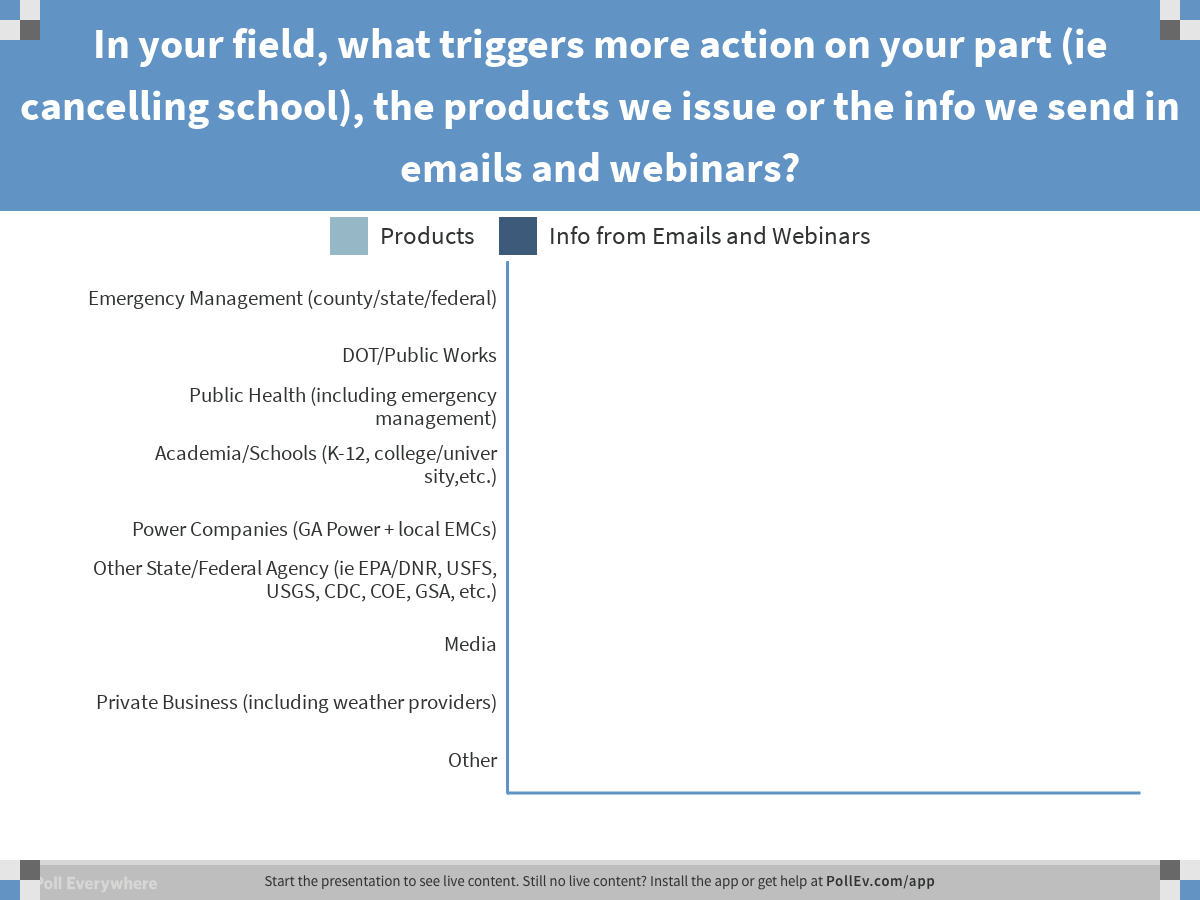 In your field, what triggers more action on your part (ie
cancelling school), the products we issue or the info we send in
emails and webinars?
Products
Info from Emails and Webinars
Emergency Management (county/state/federal)
DOT/Public Works
Public Health (including emergency
management)
Academia/Schools (K-12, college/univer
sity,etc.)
Power Companies (GA Power + local EMCs)
Other State/Federal Agency (ie EPA/DNR, USFS,
USGS, CDC, COE, GSA, etc.)
Media
Private Business (including weather providers)
Other
Poll Everywhere
Start the presentation to see live content. Still no live content? Install the app or get help at PollEv.com/app